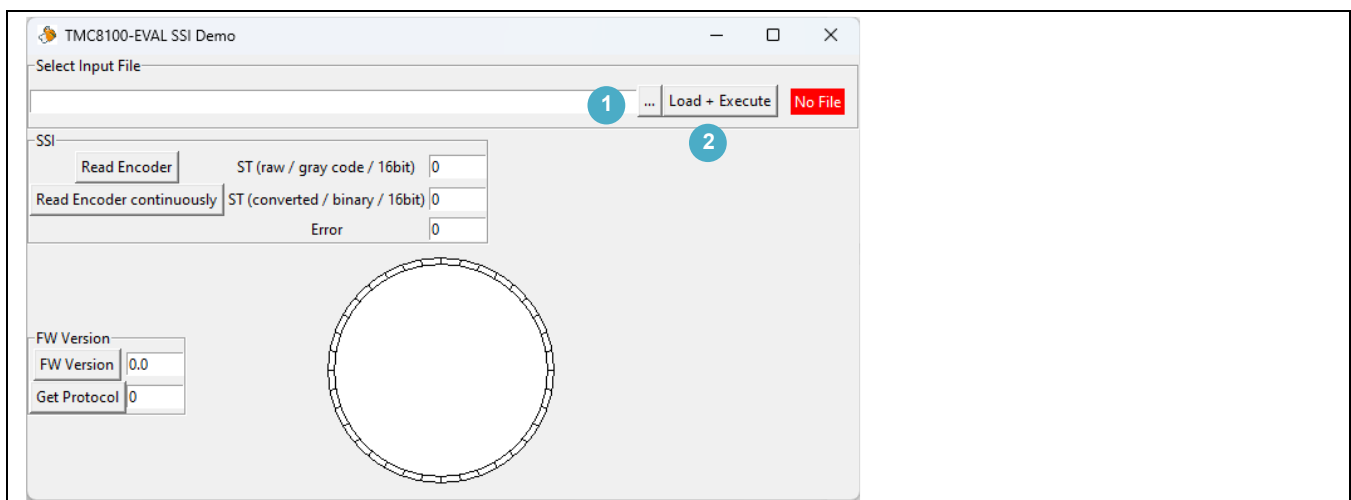 TMC8100-EVAL SSI Demo
Select Input File
1 ... Load + Execute No File
2
SSI
Read Encoder ST (raw / gray code / 16bit) 0
Read Encoder continuously ST (converted / binary / 16bit) 0
Error 0
FW Version
FW Version 0.0
Get Protocol 0